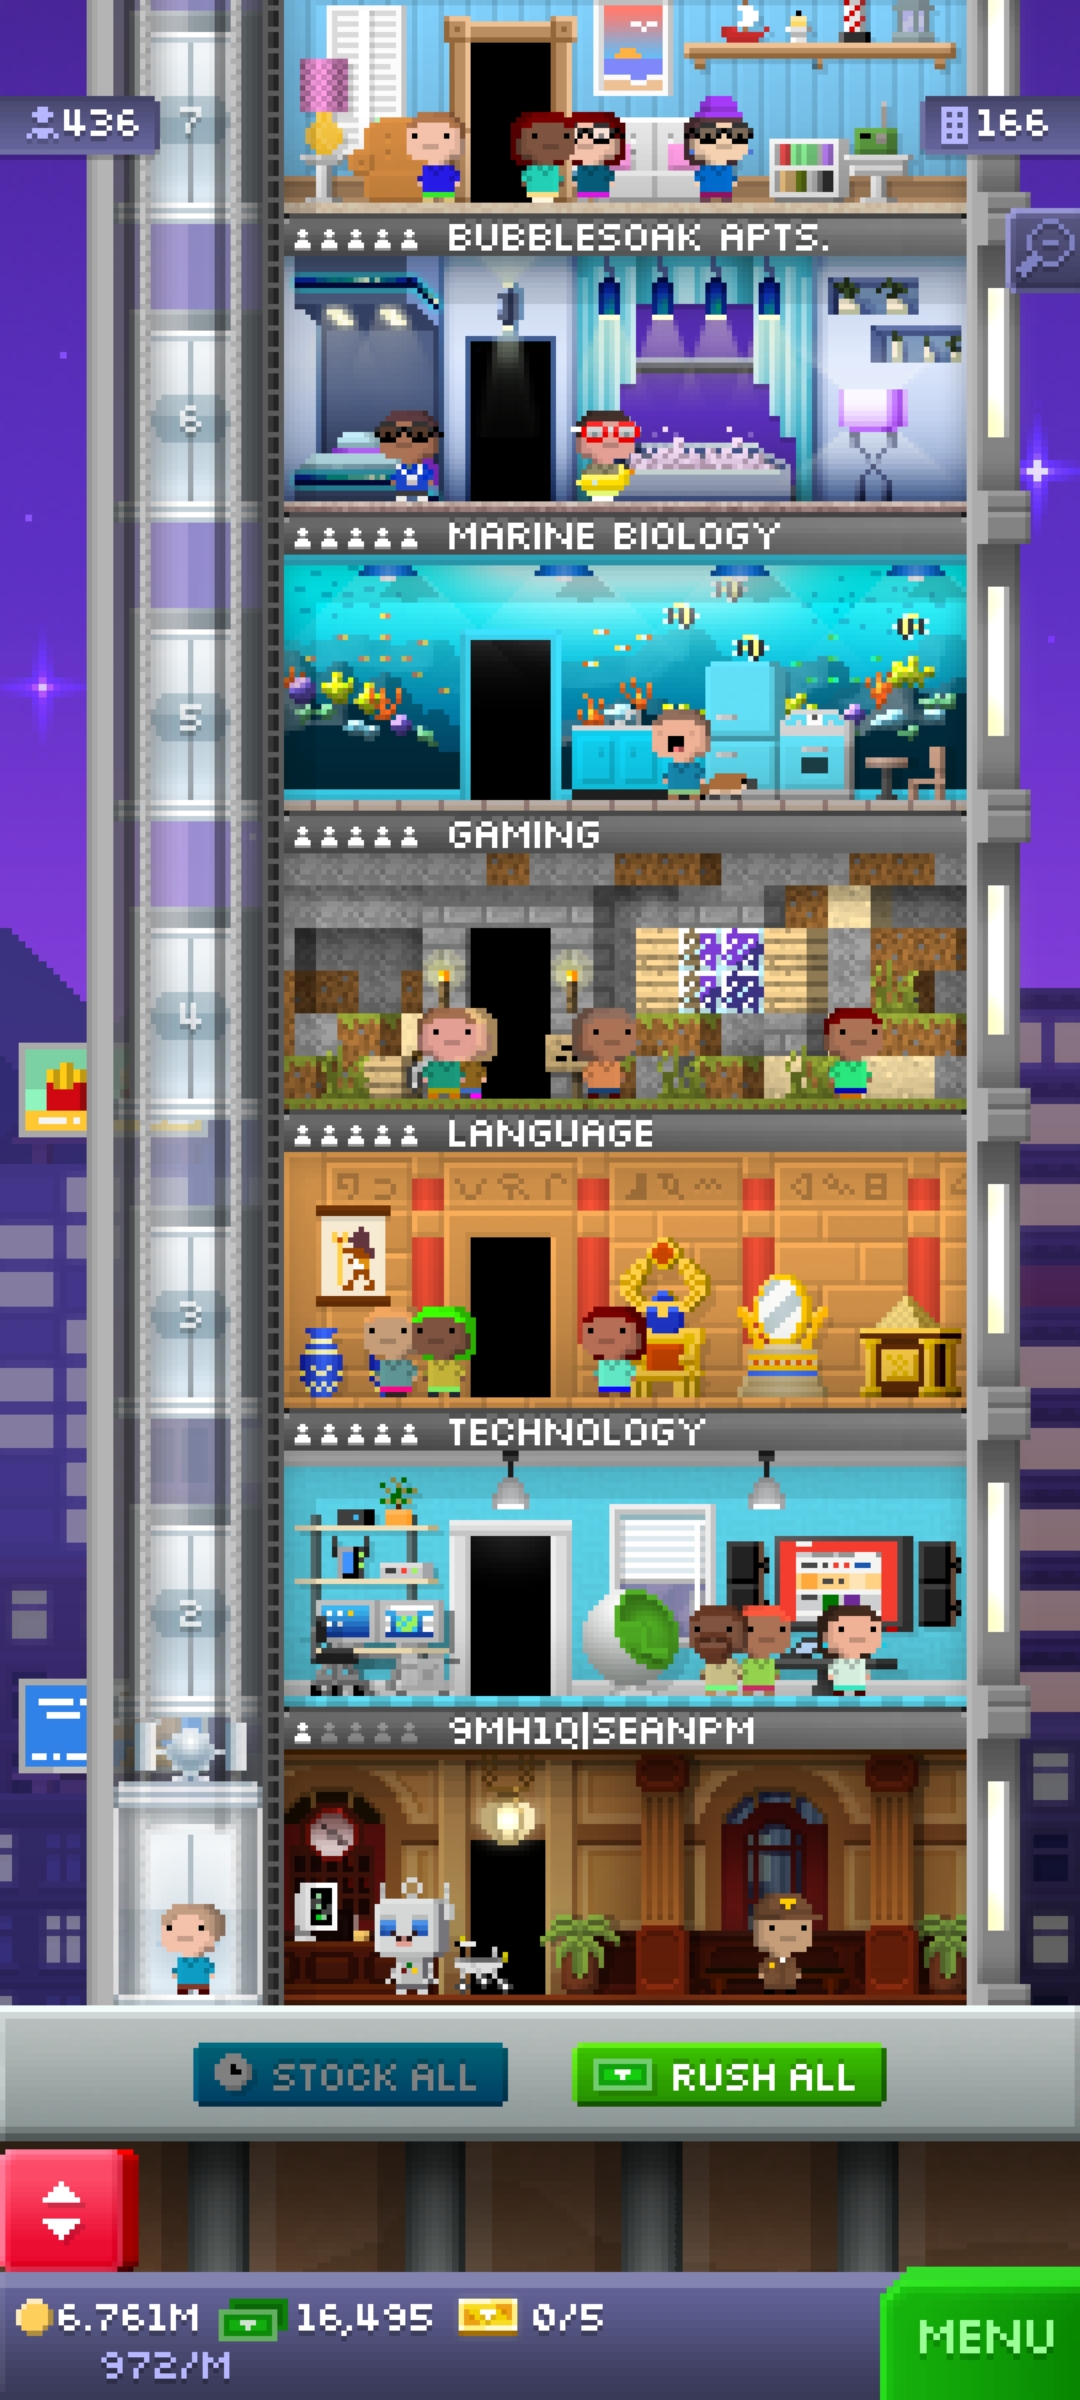 436
166
7
BUBBLESOAK APTS.
6
MARINE BIOLOGY
5
GAMING
4
LANGUAGE
3
TECHNOLOGY
2
9MH1Q|SEANPM
STOCK ALL
RUSH ALL
6.761M
16,495
0/5
972/M
MENU